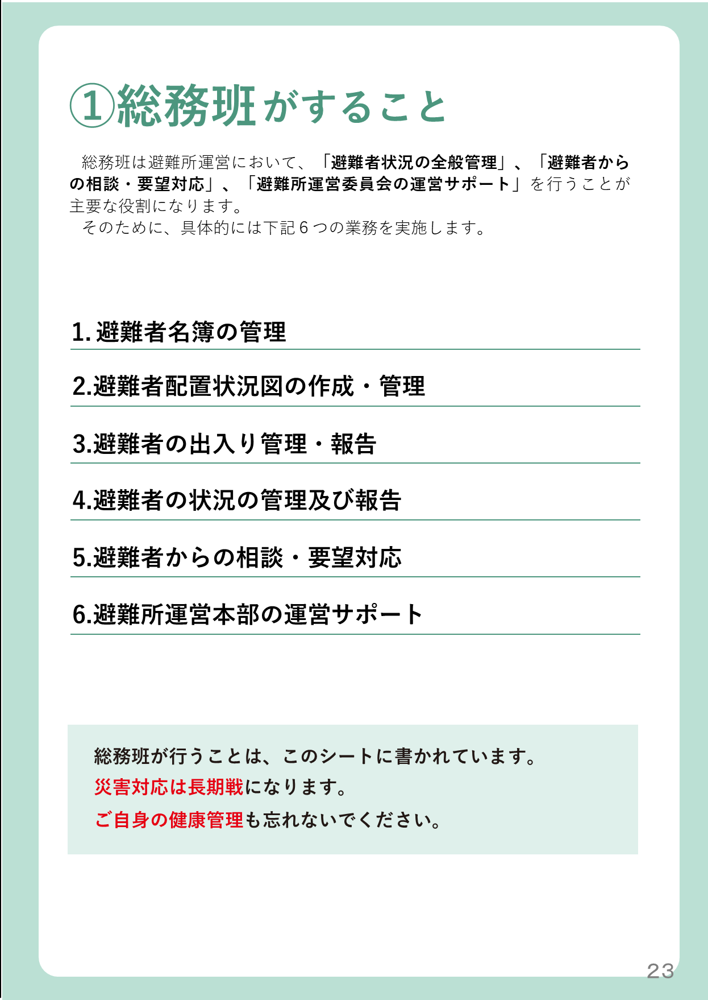 ①総務班がすること
総務班は避難所運営において、「避難者状況の全般管理」、「避難者から
の相談・要望対応」、「避難所運営委員会の運営サポート」を行うことが
主要な役割になります。
そのために、具体的には下記６つの業務を実施します。
1. 避難者名簿の管理
2.避難者配置状況図の作成・管理
3.避難者の出入り管理・報告
4.避難者の状況の管理及び報告
5.避難者からの相談・要望対応
6.避難所運営本部の運営サポート
総務班が行うことは、このシートに書かれています。
災害対応は長期戦になります。
ご自身の健康管理も忘れないでください。
23